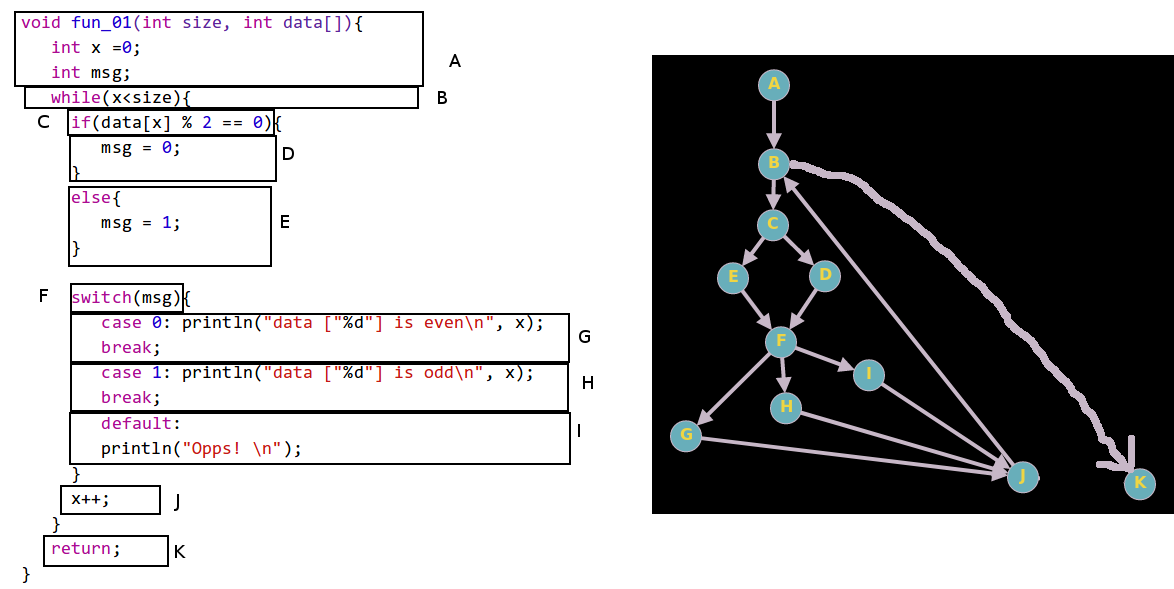 void fun_01(int size, int data[]){
int x =0;
int msg;
A
while(x<size){
B
C
if(data[x] % 2 == 0){
msg = 0;
}
D
else{
msg = 1;
}
E
F
switch(msg){
case 0: println("data ["%d"] is even\n", x);
break;
G
case 1: println("data ["%d"] is odd\n", x);
break;
H
default:
println("Opps! \n");
I
}
x++;
J
}
return;
K
}
A
B
C
E
D
F
I
H
G
J
K